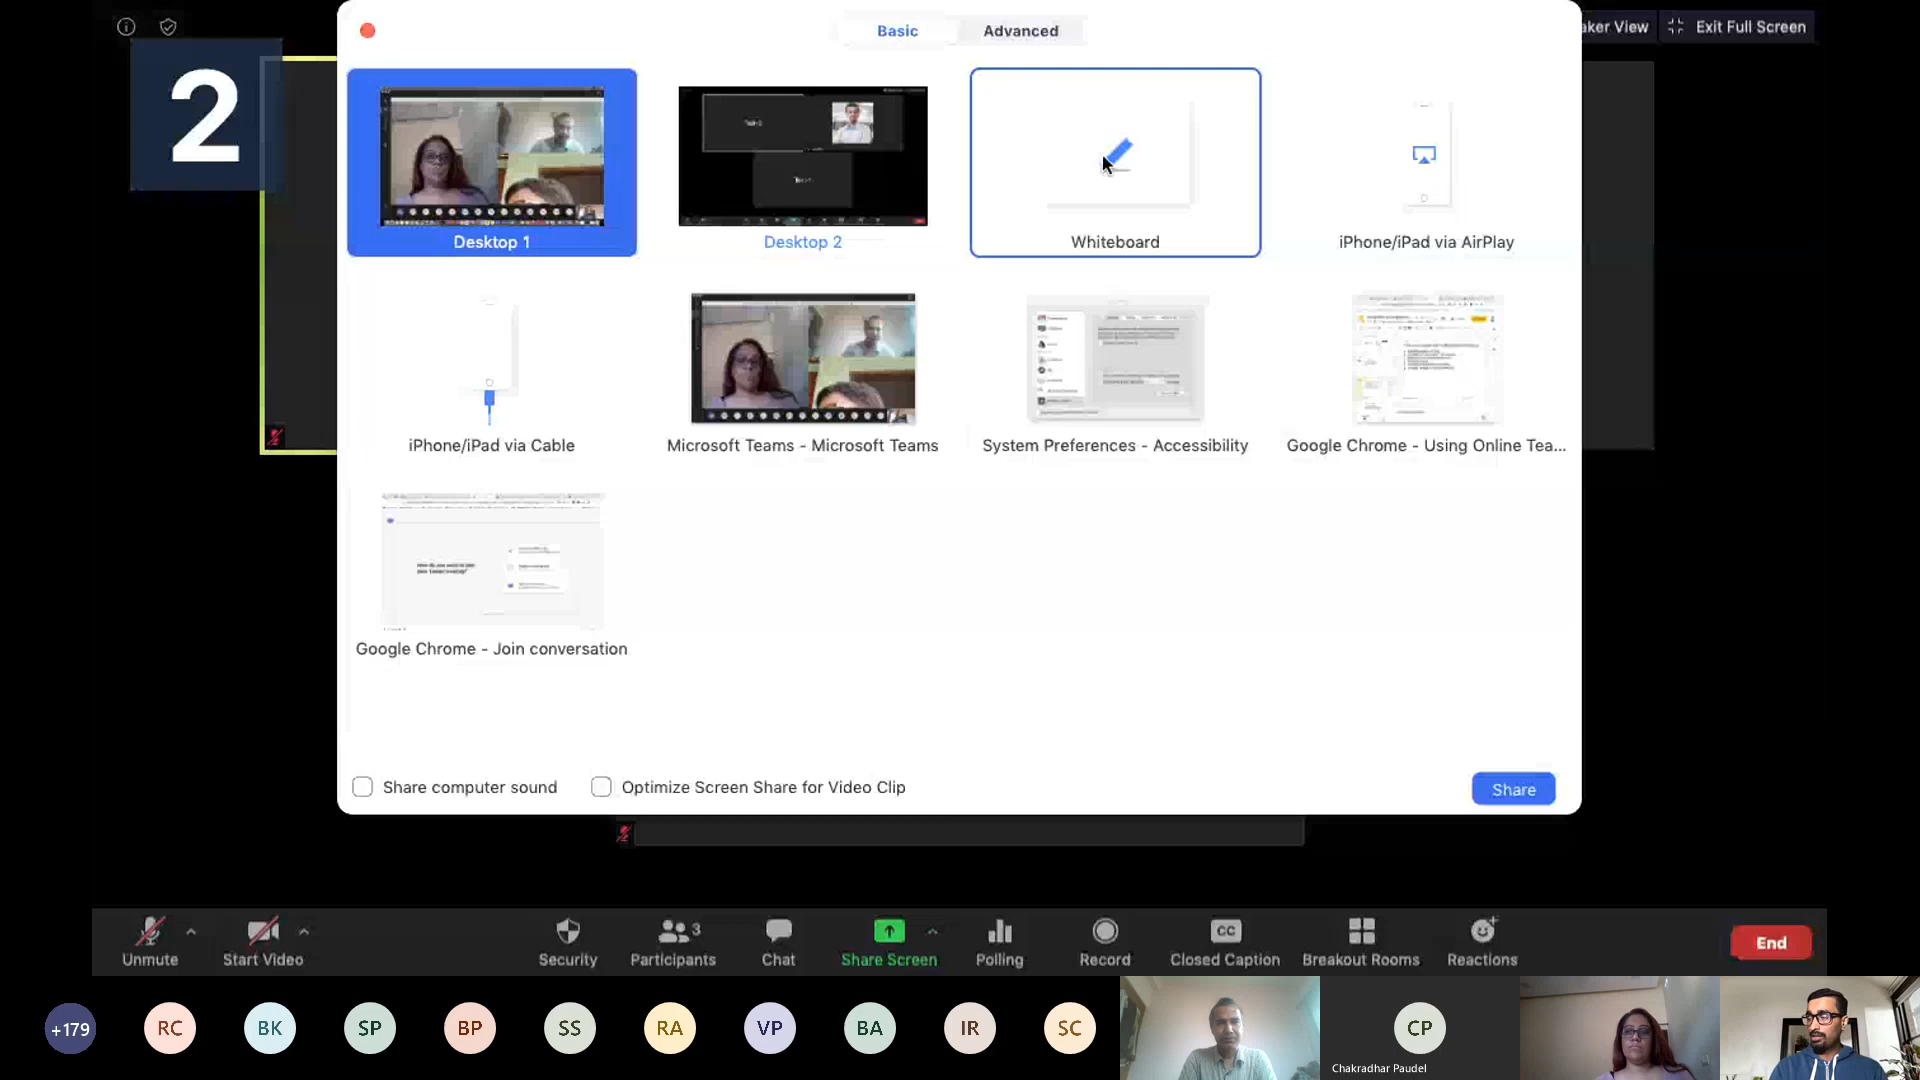 Basic
Advanced
aker View
Exit Full Screen
2
Desktop 1
Desktop 2
Whiteboard
iPhone/iPad via AirPlay
iPhone/iPad via Cable
Microsoft Teams - Microsoft Teams
System Preferences - Accessibility
Google Chrome - Using Online Tea...
Google Chrome - Join conversation
Share computer sound
Optimize Screen Share for Video Clip
Share
3
Unmute
Start Video
Security
Participants
Chat
Share Screen
Polling
Record
CC
Closed Caption
Breakout Rooms
Reactions
End
+179
RC
BK
SP
BP
SS
RA
VP
BA
IR
SC
CP
Chakradhar Paudel